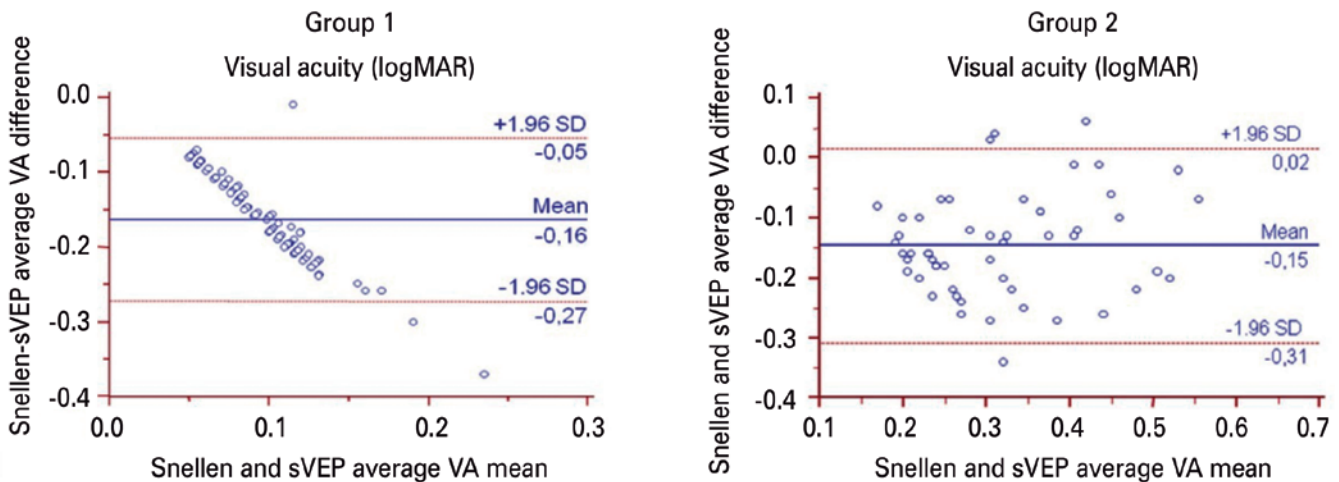 Group 1
Visual acuity (logMAR)
Snellen-sVEP average VA difference
0.0
-0.1
-0.2
-0.3
-0.4
+1.96 SD
-0,05
Mean
-0,16
-1.96 SD
-0,27
0.0
0.1
0.2
0.3
Snellen and sVEP average VA mean
Group 2
Visual acuity (logMAR)
Snellen and sVEP average VA difference
0.1
0.0
-0.1
-0.2
-0.3
-0.4
+1.96 SD
0,02
Mean
-0,15
-1.96 SD
-0,31
0.1
0.2
0.3
0.4
0.5
0.6
0.7
Snellen and sVEP average VA mean